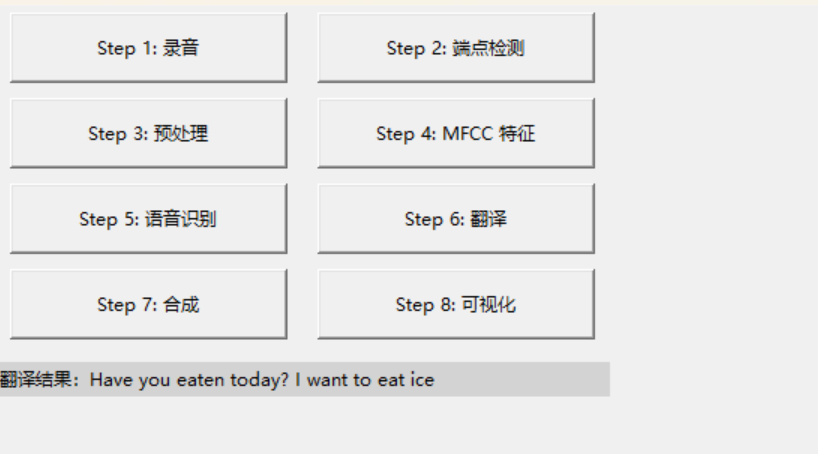 Step 1: 录音
Step 2: 端点检测
Step 3: 预处理
Step 4: MFCC 特征
Step 5: 语音识别
Step 6: 翻译
Step 7: 合成
Step 8: 可视化
翻译结果：Have you eaten today? I want to eat ice